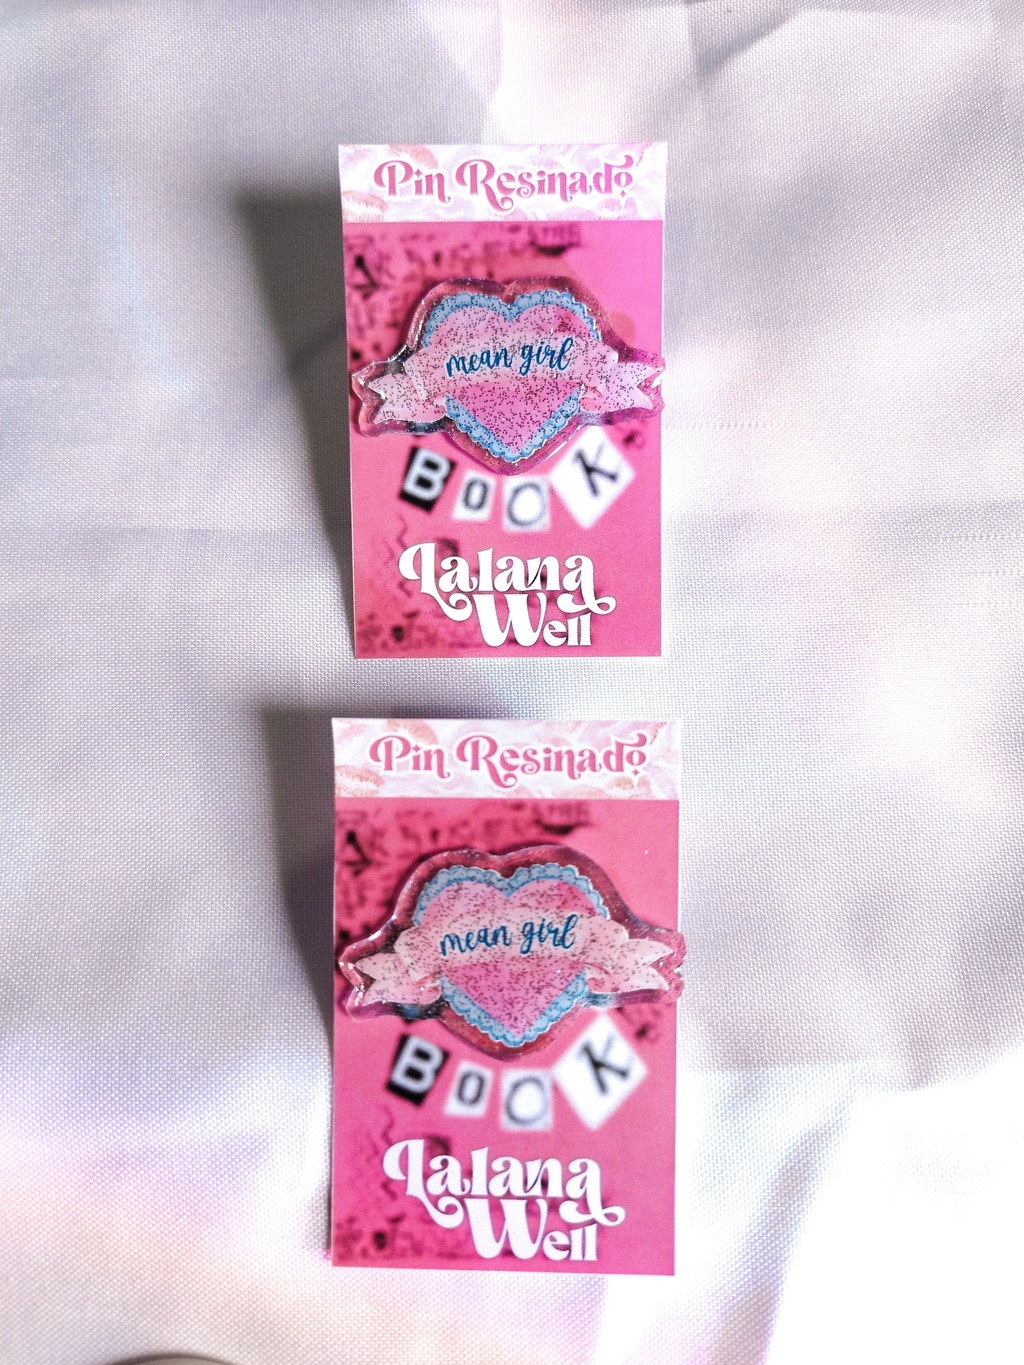 Pin Resinado
mean girl
BOOK
Lalana
Well
Pin Resinado
mean girl
BOOK
Lalana
Well